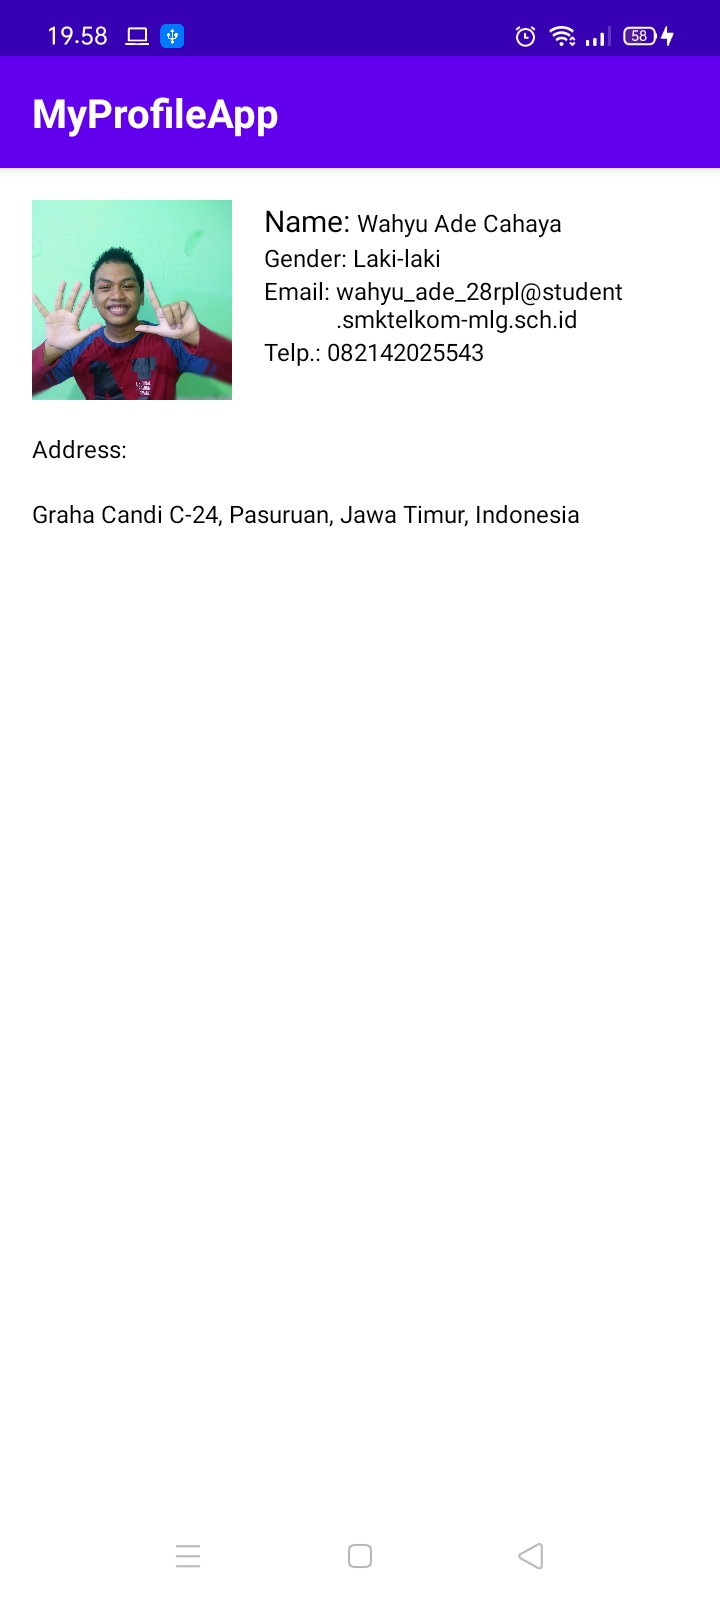 19.58 58
MyProfileApp
Name: Wahyu Ade Cahaya
Gender: Laki-laki
Email: wahyu_ade_28rpl@student
.smktelkom-mlg.sch.id
Telp.: 082142025543
Address:
Graha Candi C-24, Pasuruan, Jawa Timur, Indonesia